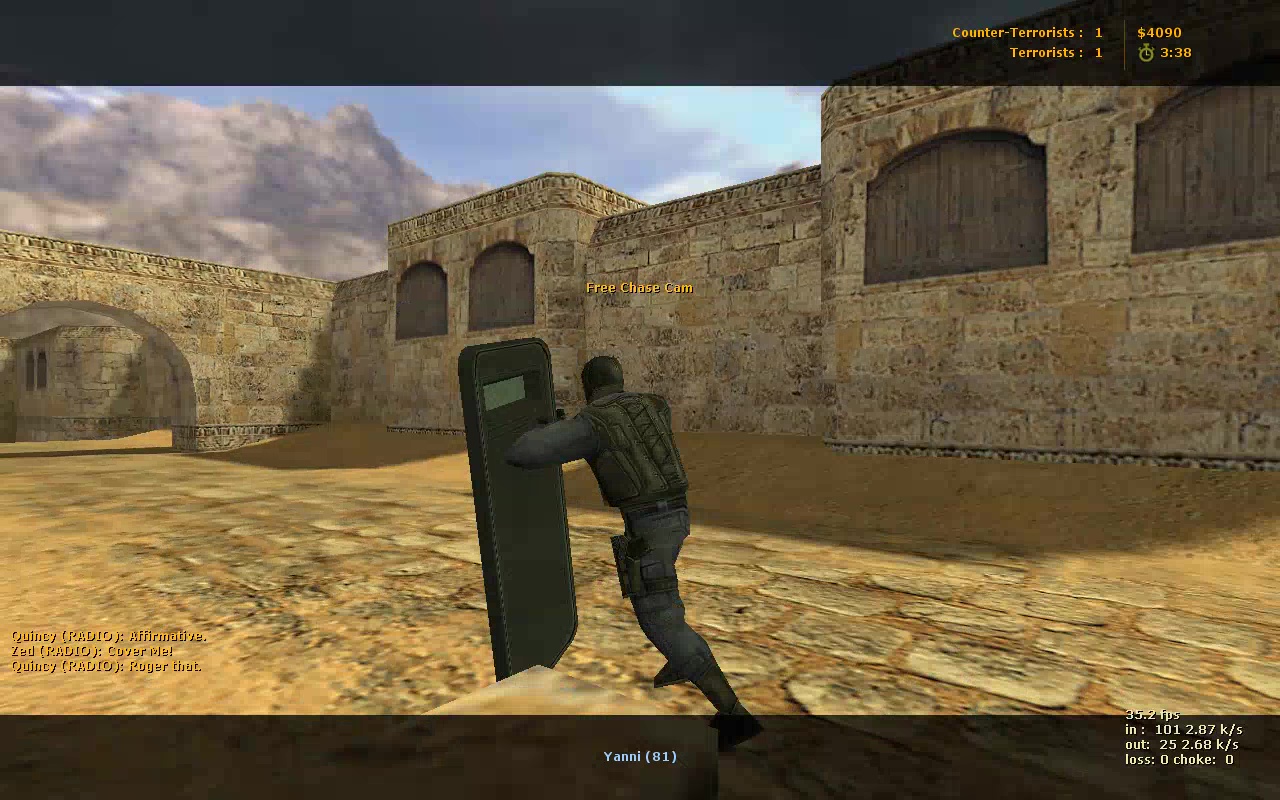 Counter-Terrorists : 1 $4090
Terrorists : 1 3:38
Free Chase Cam
Quincy (RADIO): Affirmative.
Zed (RADIO): Cover Me!
Quincy (RADIO): Roger that.
35.2 fps
in : 101 2.87 k/s
out: 25 2.68 k/s
loss: 0 choke: 0
Yanni (81)